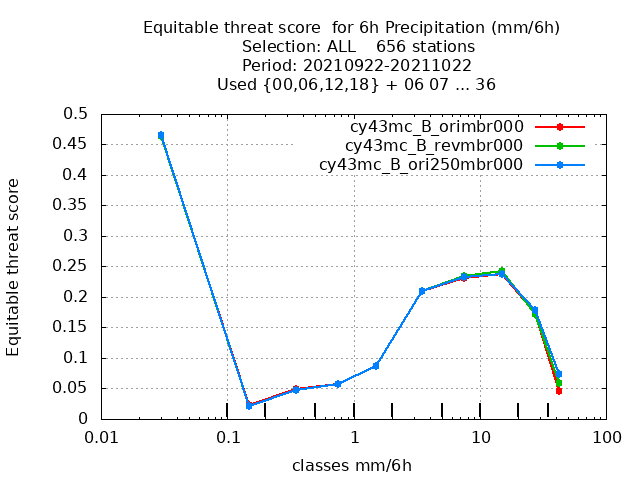 Equitable threat score  for 6h Precipitation (mm/6h)
Selection: ALL    656 stations
Period: 20210922-20211022
Used {00,06,12,18} + 06 07 ... 36
cy43mc_B_orimbr000
cy43mc_B_revmbr000
cy43mc_B_ori250mbr000
Equitable threat score
0.5
0.45
0.4
0.35
0.3
0.25
0.2
0.15
0.1
0.05
0
0.01 0.1 1 10 100
classes mm/6h